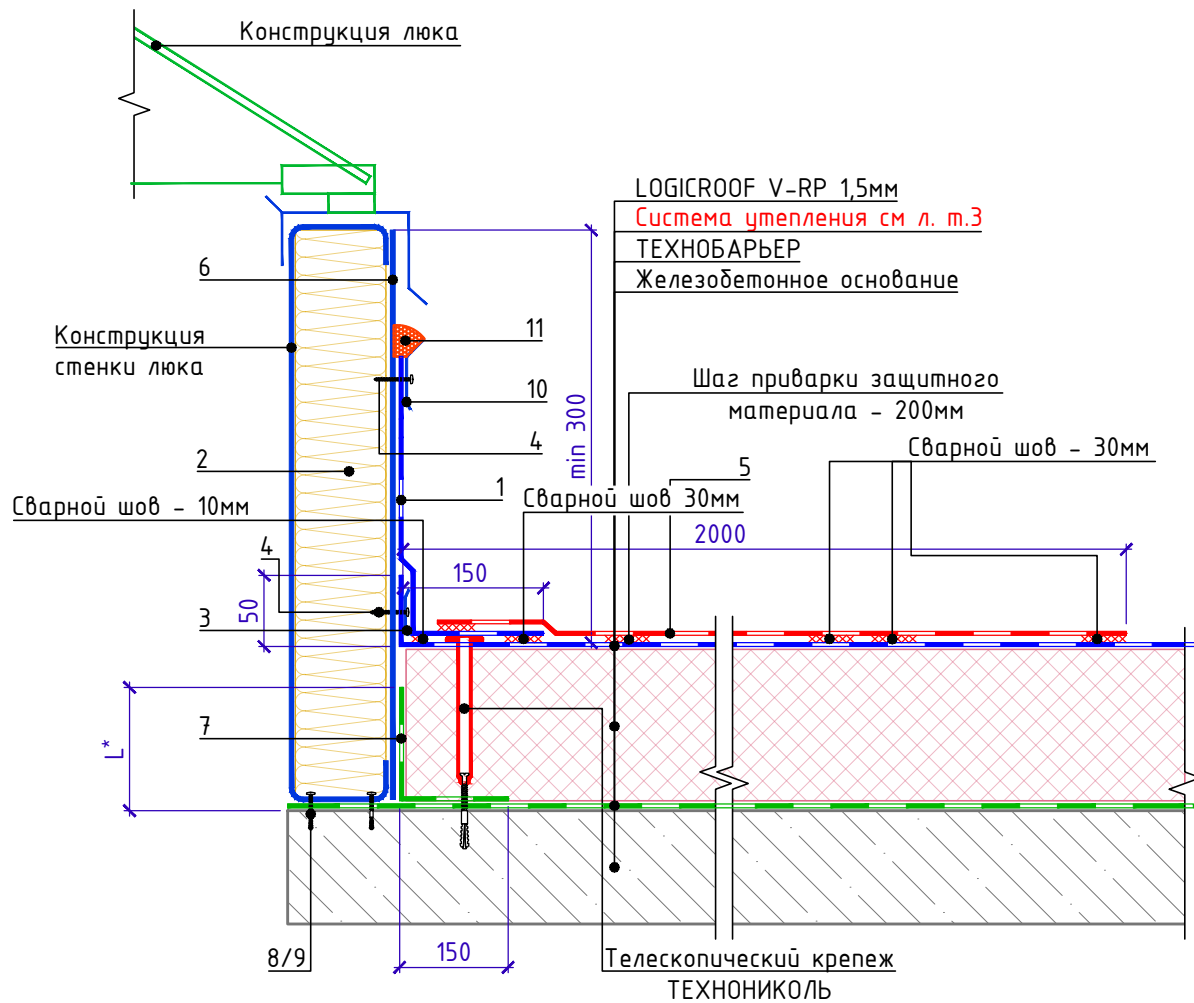 Конструкция люка
LOGICROOF V-RP 1,5мм
Система утепления см л. т.3
ТЕХНОБАРЬЕР
Железобетонное основание
6
11
Конструкция
стенки люка
10
Шаг приварки защитного
материала - 200мм
min 300
4
Сварной шов - 30мм
2
5
1
Сварной шов 30мм
Сварной шов - 10мм
2000
4
150
50
3
7
L*
8/9
150
Телескопический крепеж
ТЕХНОНИКОЛЬ